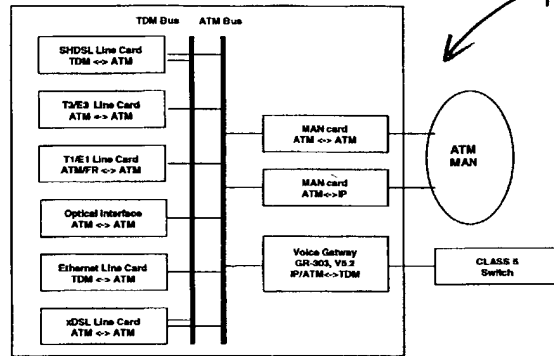 TDM Bus ATM Bus
SHDSL Line Card
TDM <-> ATM
T3/E3 Line Card
ATM <-> ATM
T1/E1 Line Card
ATM/FR <-> ATM
Optical Interface
ATM <-> ATM
Ethernet Line Card
TDM <-> ATM
xDSL Line Card
ATM <-> ATM
MAN card
ATM <-> ATM
MAN card
ATM<->IP
Voice Gatway
GR-303, V5.2
IP/ATM<->TDM
ATM
MAN
CLASS 5
Switch